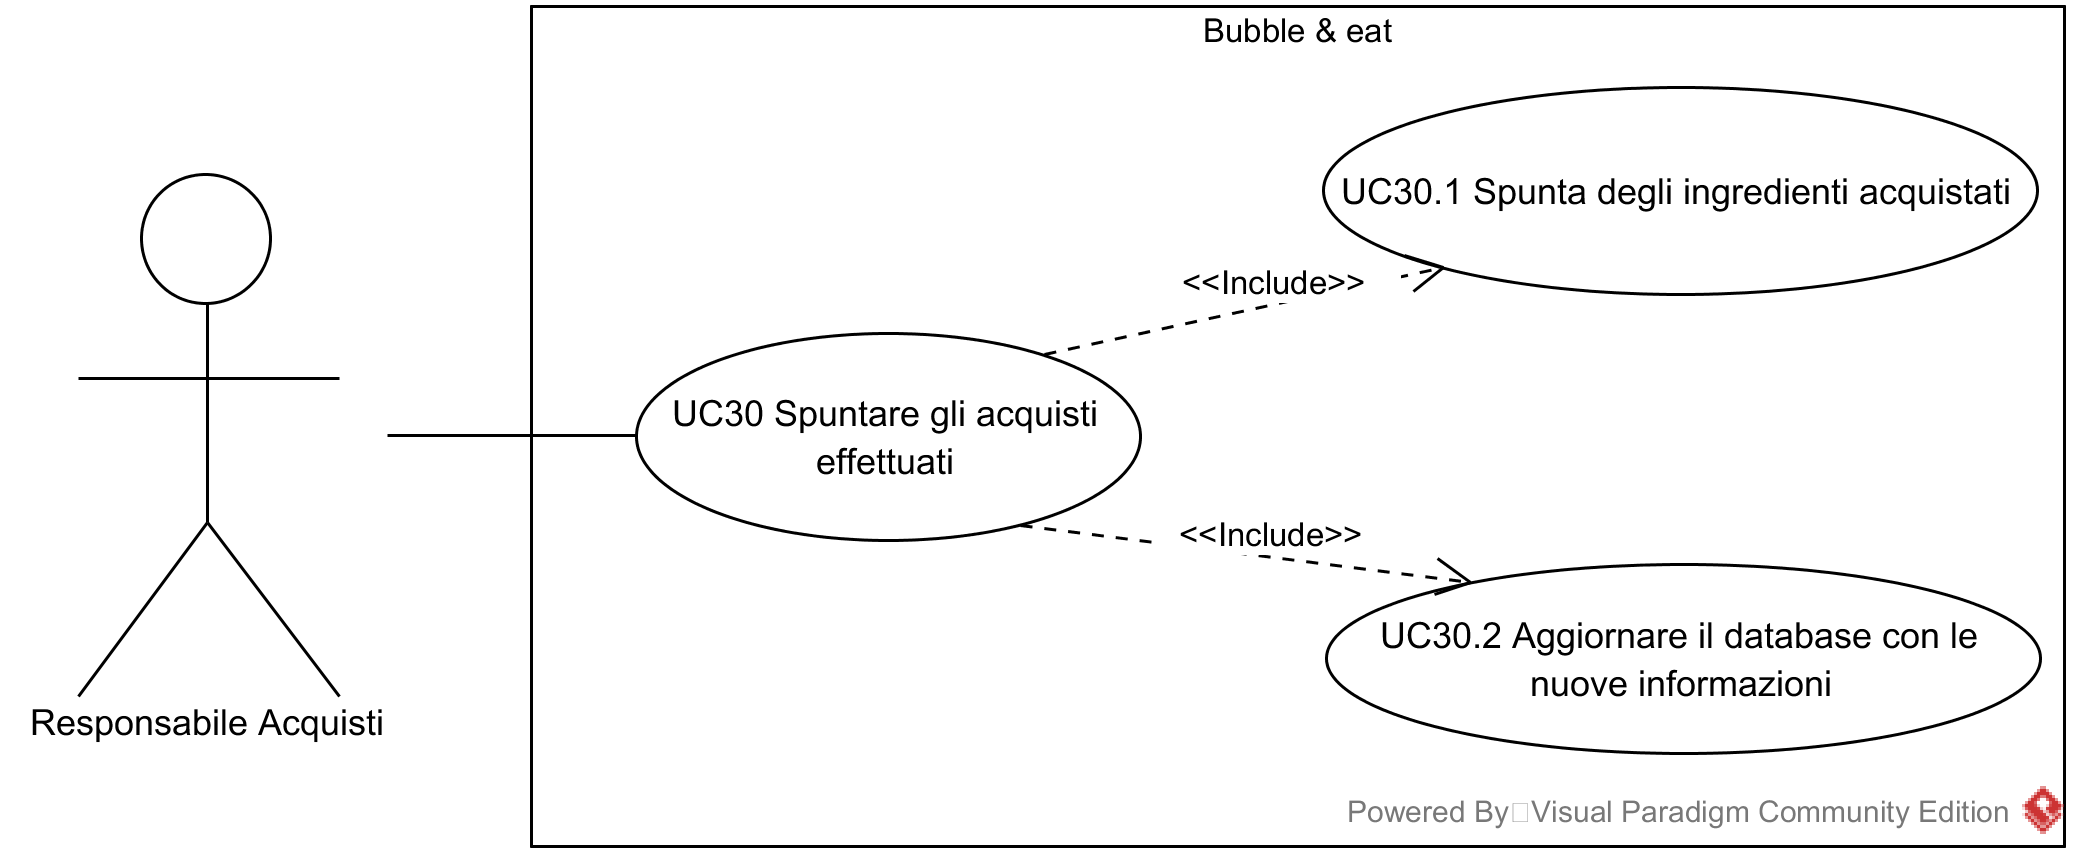 Bubble & eat
UC30.1 Spunta degli ingredienti acquistati
<<Include>>
UC30 Spuntare gli acquisti
effettuati
<<Include>>
UC30.2 Aggiornare il database con le
nuove informazioni
Responsabile Acquisti
Powered By Visual Paradigm Community Edition